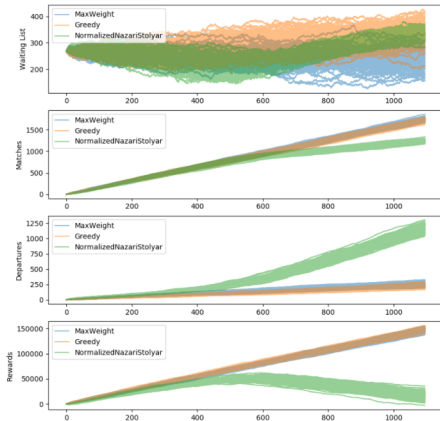 MaxWeight
Greedy
NormalizedNazariStolyar
Waiting List
400
300
200
0 200 400 600 800 1000
MaxWeight
Greedy
NormalizedNazariStolyar
Matches
1500
1000
500
0
0 200 400 600 800 1000
MaxWeight
Greedy
NormalizedNazariStolyar
Departures
1250
1000
750
500
250
0
0 200 400 600 800 1000
MaxWeight
Greedy
NormalizedNazariStolyar
Rewards
150000
100000
50000
0
0 200 400 600 800 1000